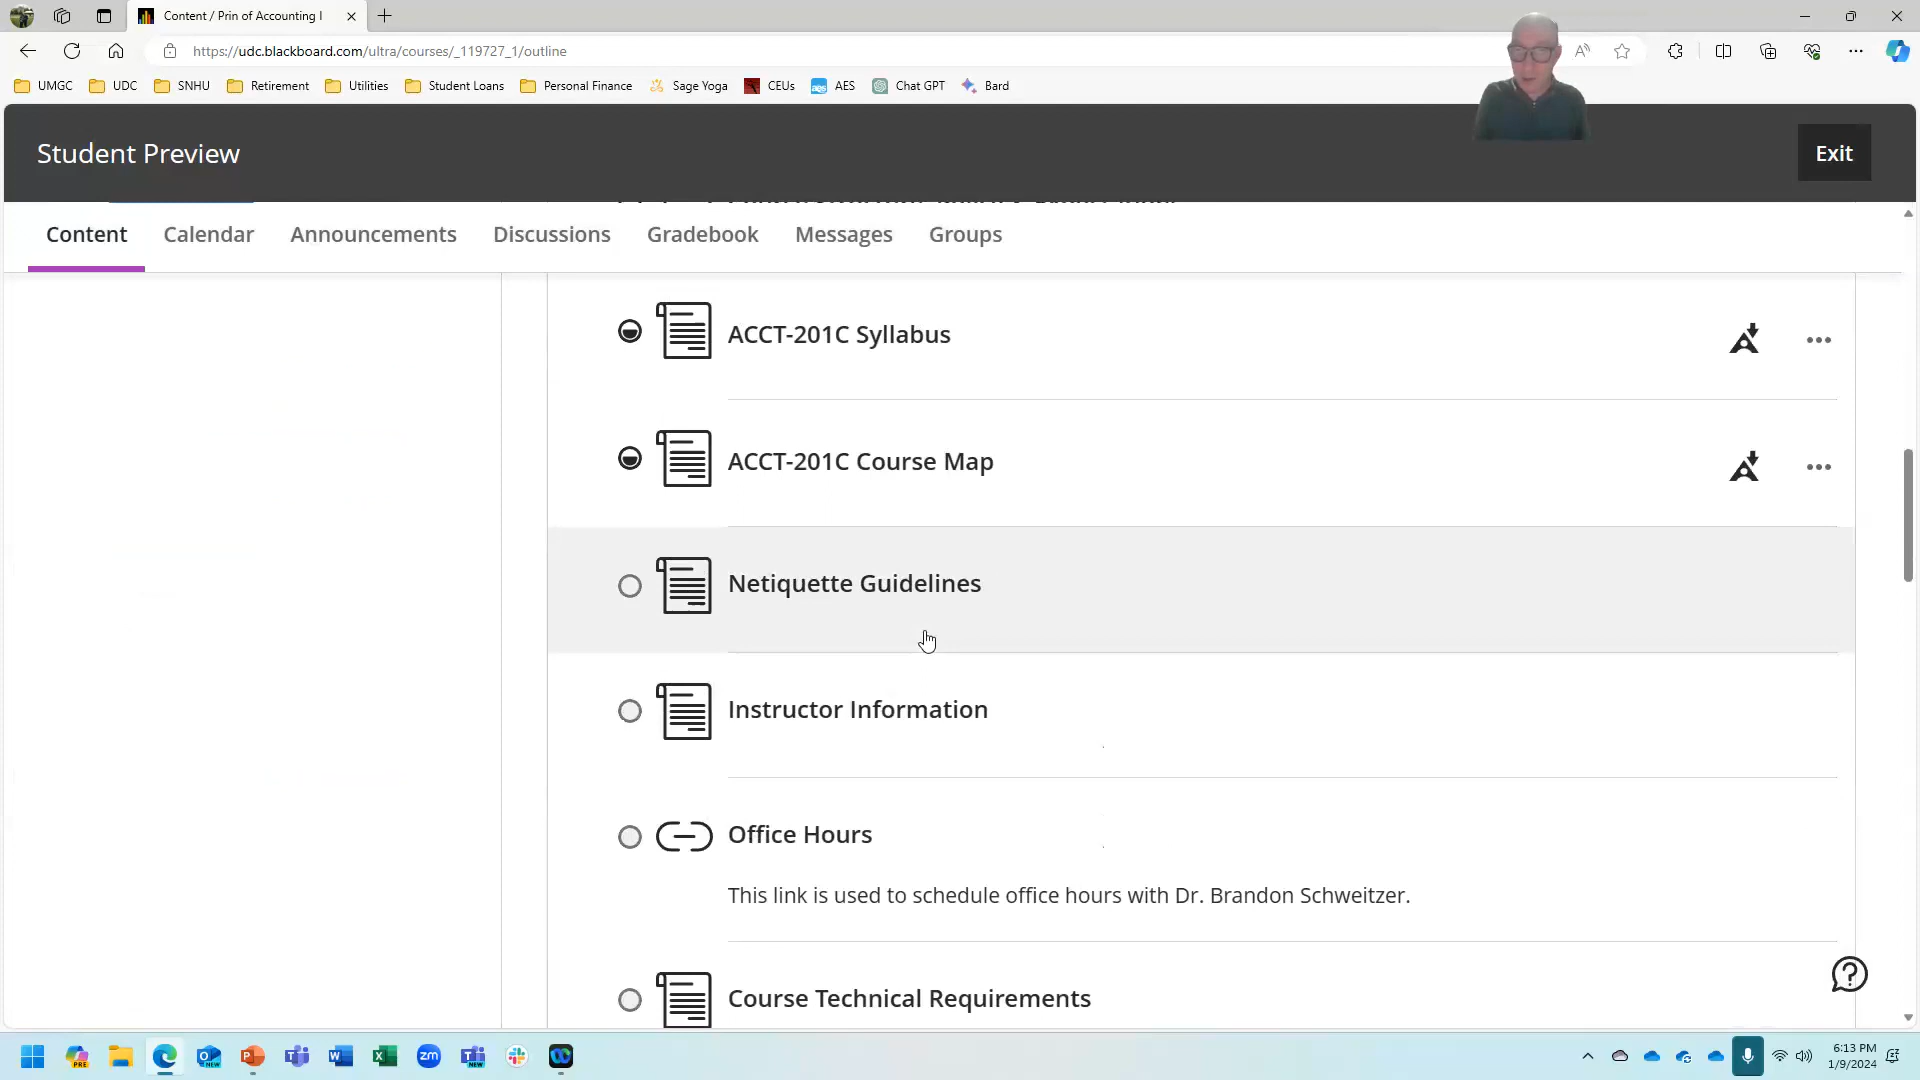 Content / Prin of Accounting I
https://udc.blackboard.com/ultra/courses/_119727_1/outline
UMGC UDC SNHU Retirement Utilities Student Loans Personal Finance Sage Yoga CEUs AES Chat GPT Bard
Student Preview
Exit
Content Calendar Announcements Discussions Gradebook Messages Groups
ACCT-201C Syllabus
ACCT-201C Course Map
Netiquette Guidelines
Instructor Information
Office Hours
This link is used to schedule office hours with Dr. Brandon Schweitzer.
Course Technical Requirements
6:13 PM
1/9/2024